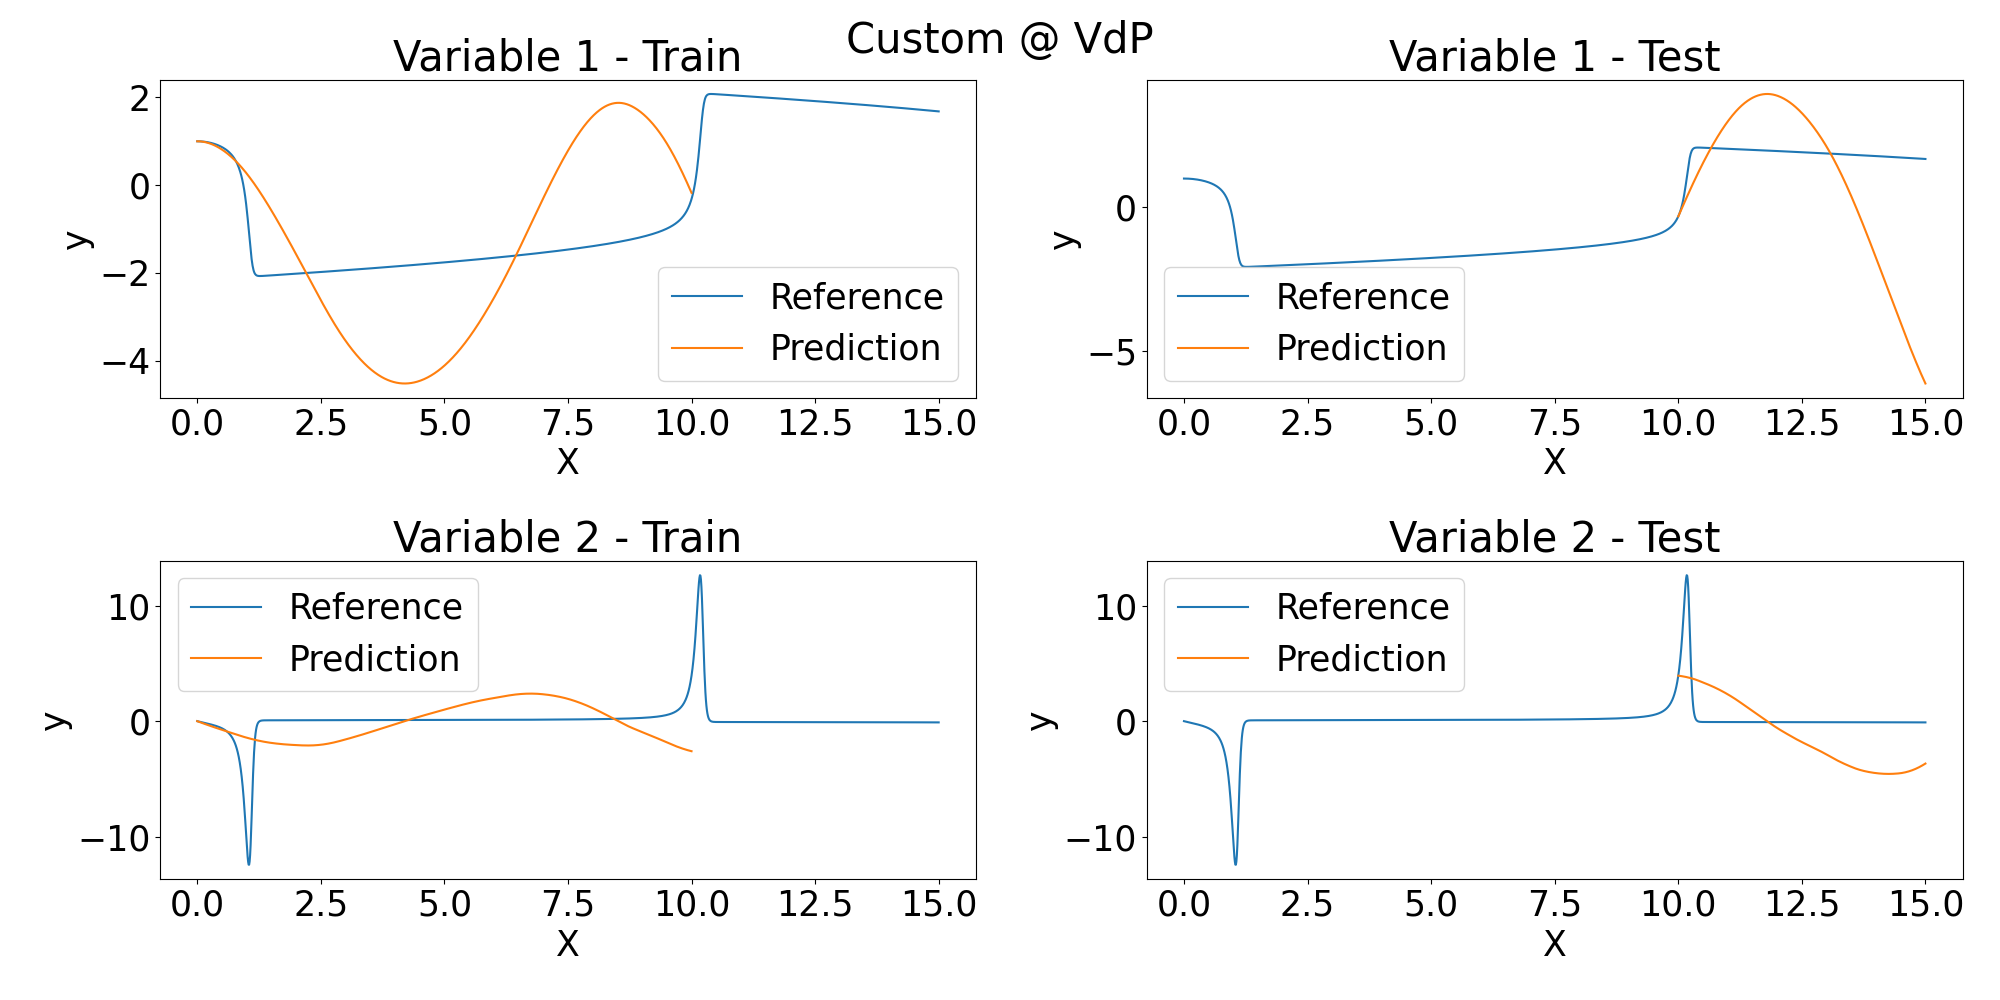 Custom @ VdP
Variable 1 - Train
2
0
−2
−4
y
Reference
Prediction
0.0 2.5 5.0 7.5 10.0 12.5 15.0
X
Variable 1 - Test
0
−5
y
Reference
Prediction
0.0 2.5 5.0 7.5 10.0 12.5 15.0
X
Variable 2 - Train
10
0
−10
y
Reference
Prediction
0.0 2.5 5.0 7.5 10.0 12.5 15.0
X
Variable 2 - Test
10
0
−10
y
Reference
Prediction
0.0 2.5 5.0 7.5 10.0 12.5 15.0
X